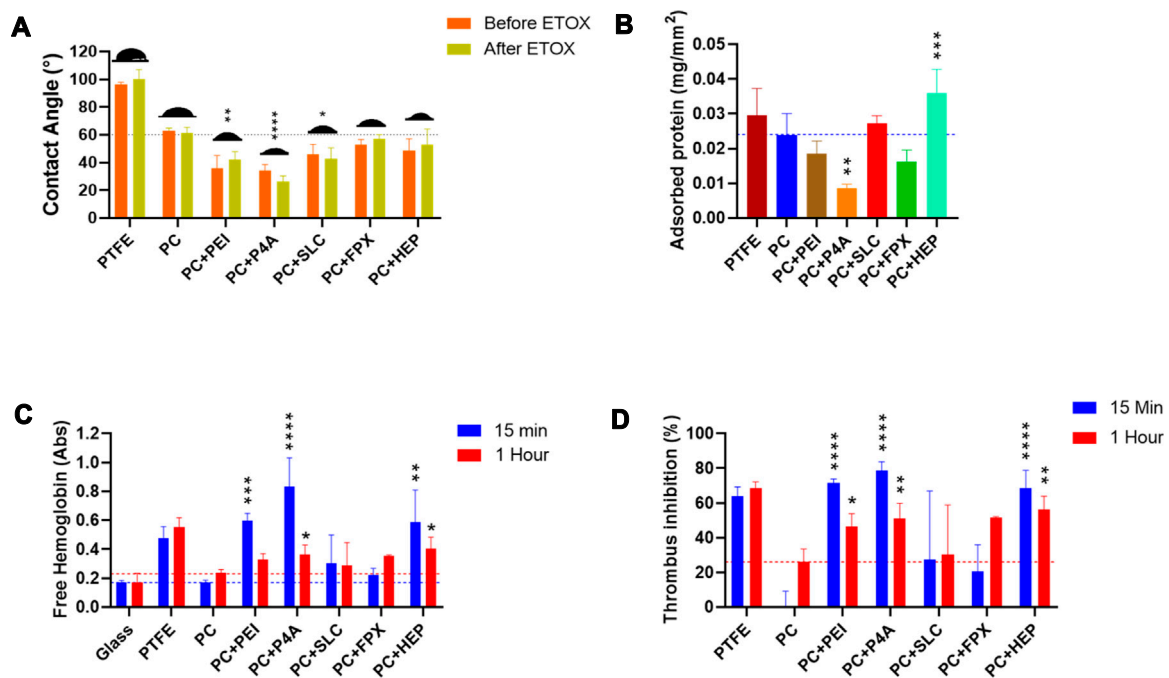 A
Before ETOX
After ETOX
Contact Angle (°)
120
100
80
60
40
20
0
**
****
*
PTFE
PC
PC+PEI
PC+P4A
PC+SLC
PC+FPX
PC+HEP
B
Adsorbed protein (mg/mm²)
0.05
0.04
0.03
0.02
0.01
0.00
**
***
PTFE
PC
PC+PEI
PC+P4A
PC+SLC
PC+FPX
PC+HEP
C
15 min
1 Hour
Free Hemoglobin (Abs)
1.2
1.0
0.8
0.6
0.4
0.2
0.0
***
****
*
**
*
Glass
PTFE
PC
PC+PEI
PC+P4A
PC+SLC
PC+FPX
PC+HEP
D
15 Min
1 Hour
Thrombus inhibition (%)
100
80
60
40
20
0
****
*
****
**
****
**
PTFE
PC
PC+PEI
PC+P4A
PC+SLC
PC+FPX
PC+HEP